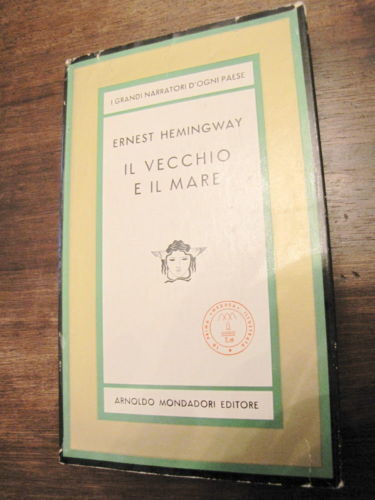 I GRANDI NARRATORI D'OGNI PAESE
ERNEST HEMINGWAY
IL VECCHIO
E IL MARE
ARNOLDO MONDADORI EDITORE